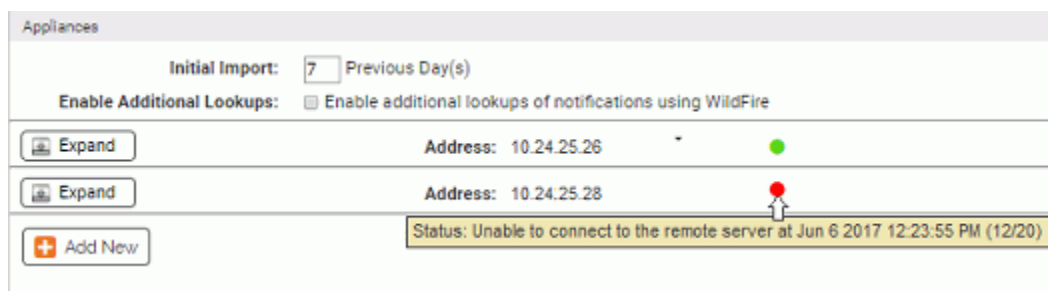 Appliances
Initial Import: 7 Previous Day(s)
Enable Additional Lookups: Enable additional lookups of notifications using WildFire
Expand Address: 10.24.25.26
Expand Address: 10.24.25.28
Status: Unable to connect to the remote server at Jun 6 2017 12:23:55 PM (12/20)
Add New